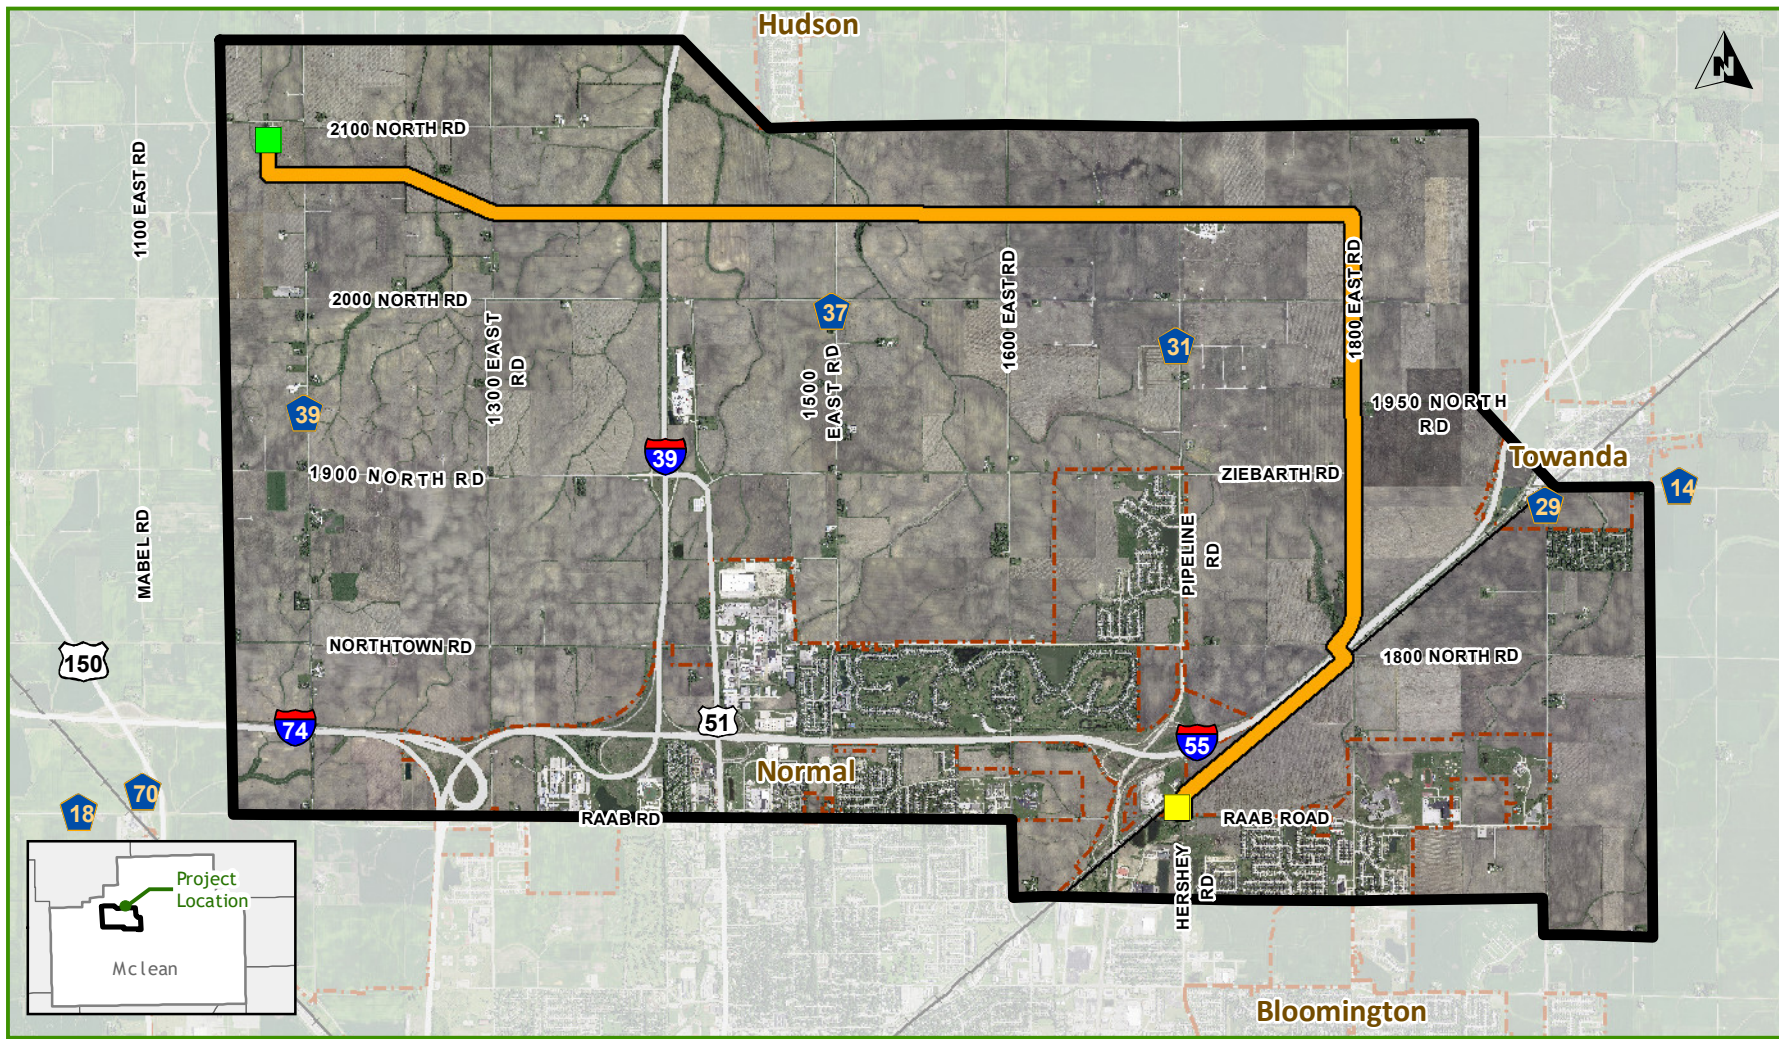 Hudson
N
2100 NORTH RD
1100 EAST RD
1800 EAST RD
1600 EAST RD
2000 NORTH RD
37
1300 EAST
RD
31
1500
EAST RD
39
1950 NORTH
RD
39
Towanda
1900 NORTH RD
ZIEBARTH RD
14
29
MABEL RD
PIPELINE
RD
NORTHTOWN RD
1800 NORTH RD
150
51
74
55
Normal
70
18
RAAB RD
RAAB ROAD
HERSHEY
RD
Project
Location
Mclean
Bloomington